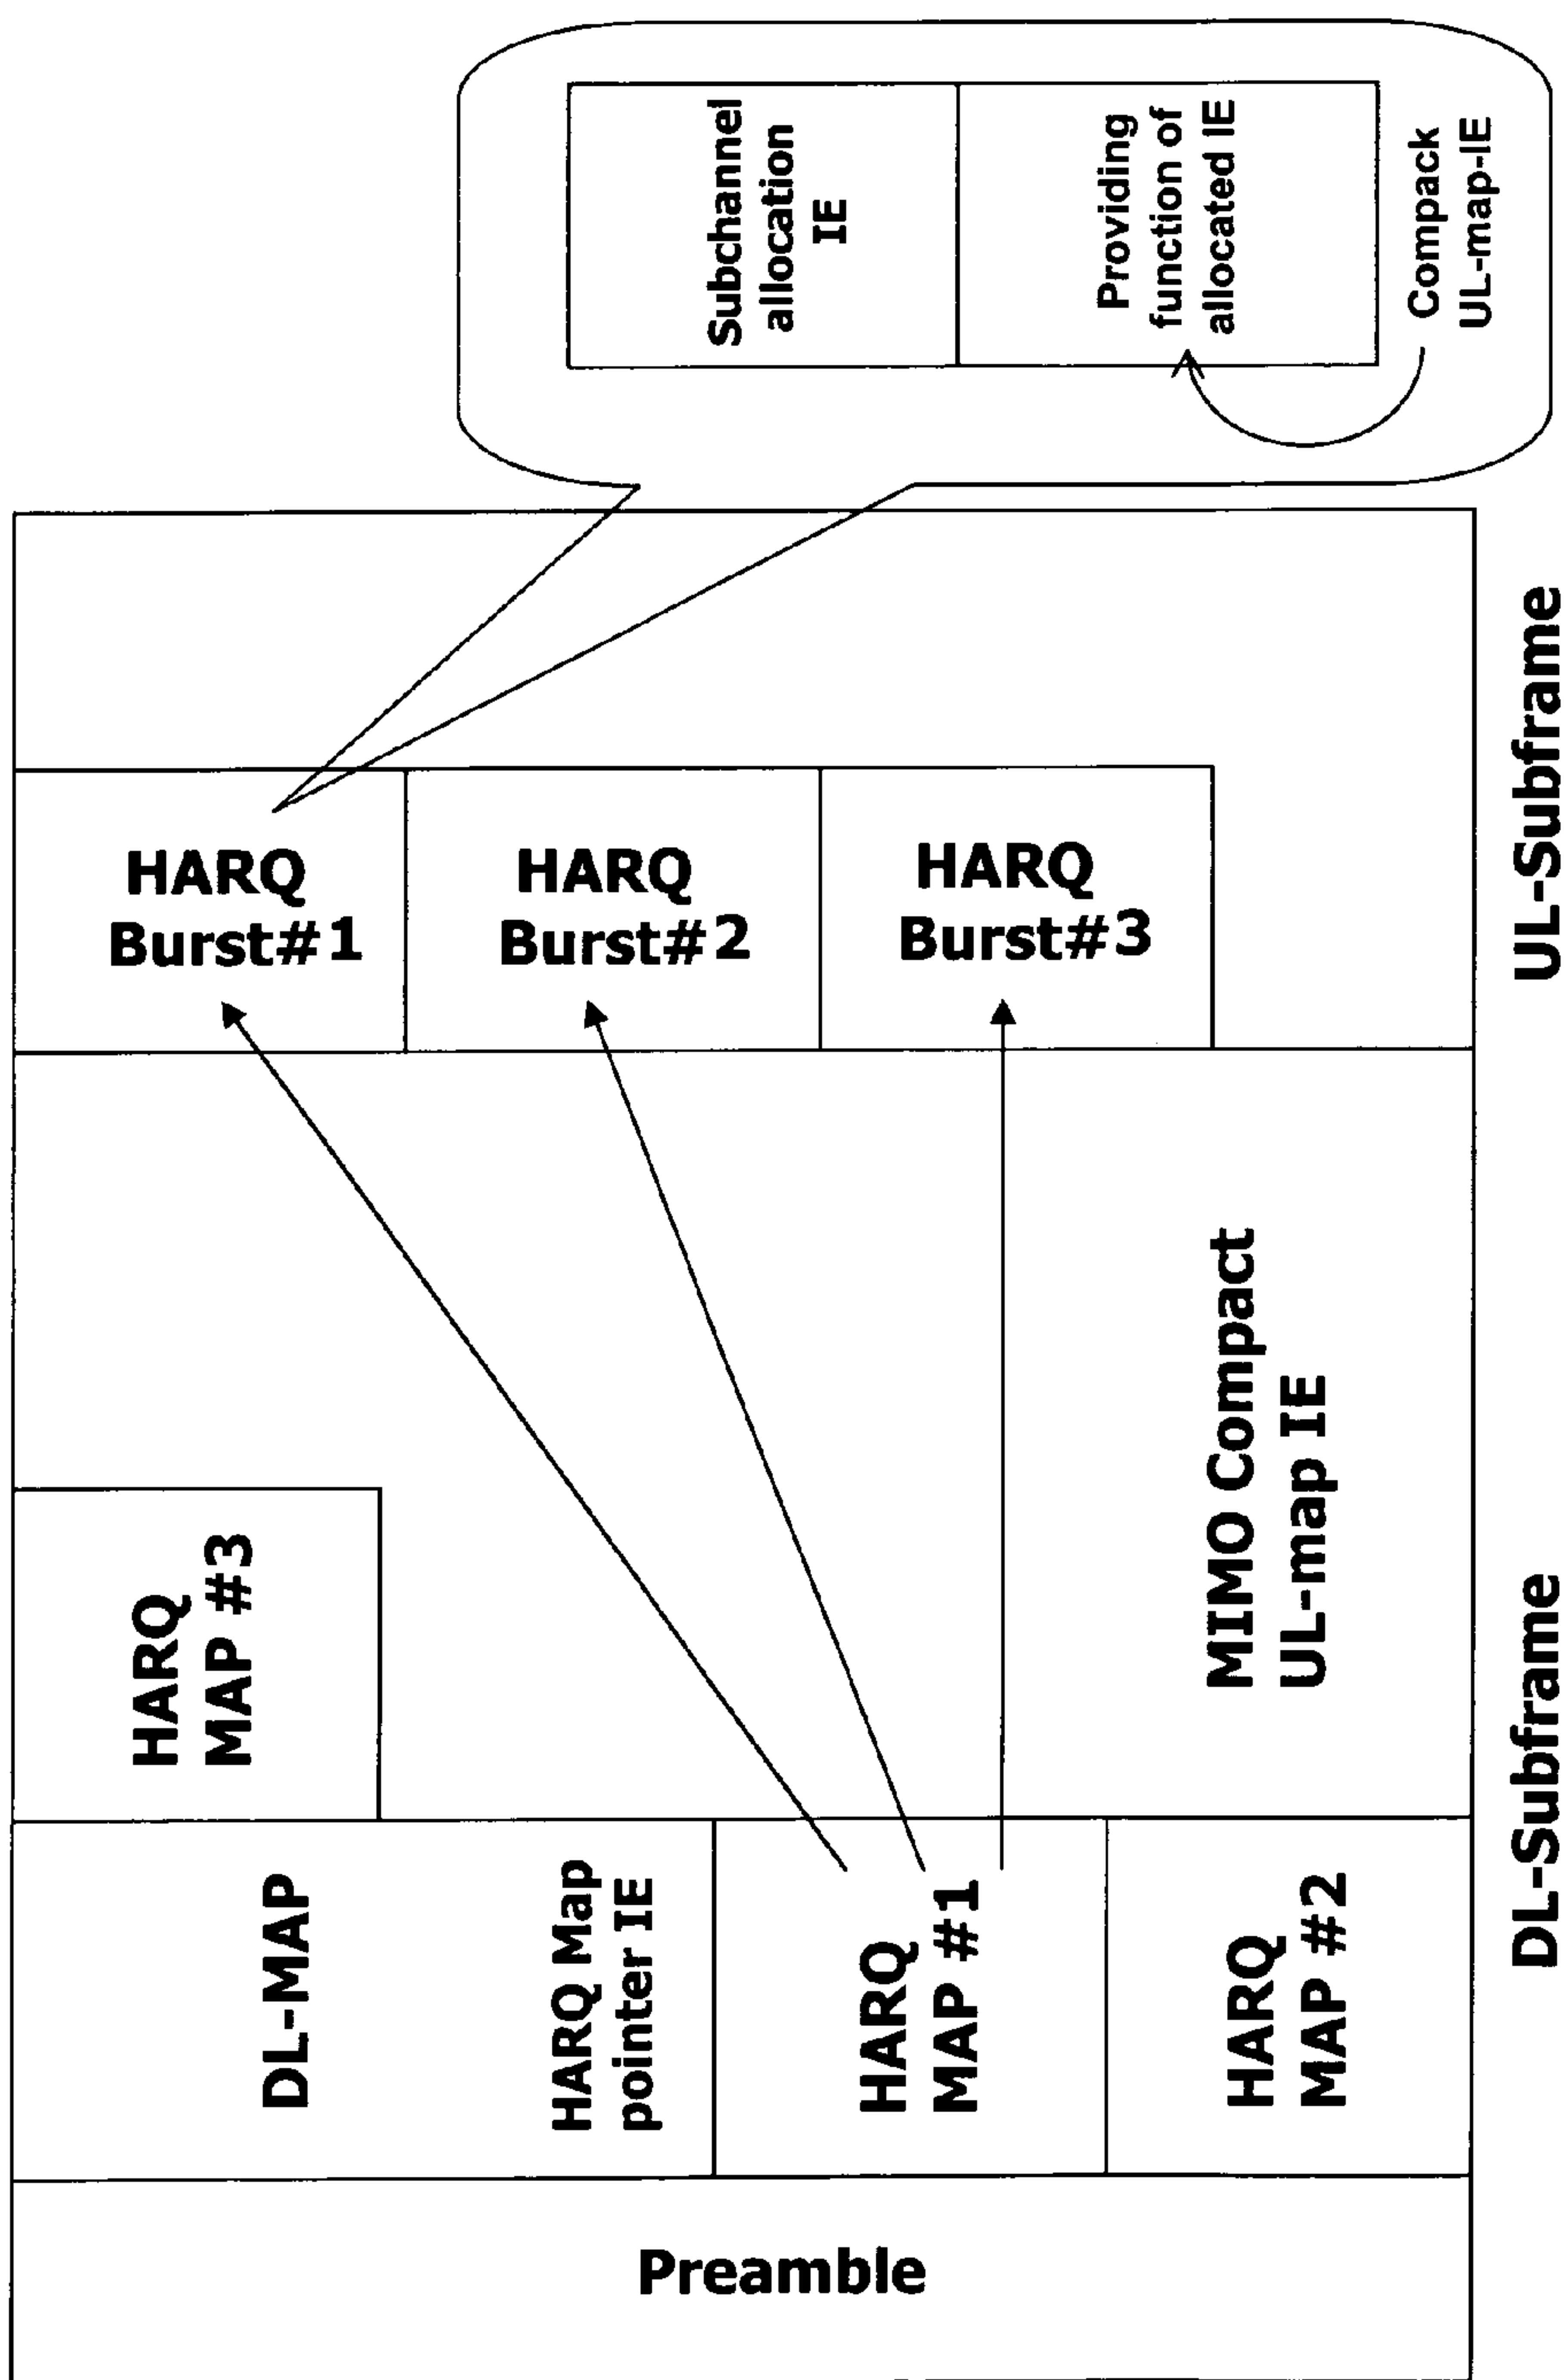 Preamble
DL-MAP
HARQ Map
pointer IE
HARQ
MAP #1
HARQ
MAP #2
HARQ
MAP #3
MIMO Compact
UL-map IE
HARQ
Burst#1
HARQ
Burst#2
HARQ
Burst#3
Subchannel
allocation
IE
Providing
function of
allocated IE
Compack
UL-map-IE
DL-Subframe
UL-Subframe